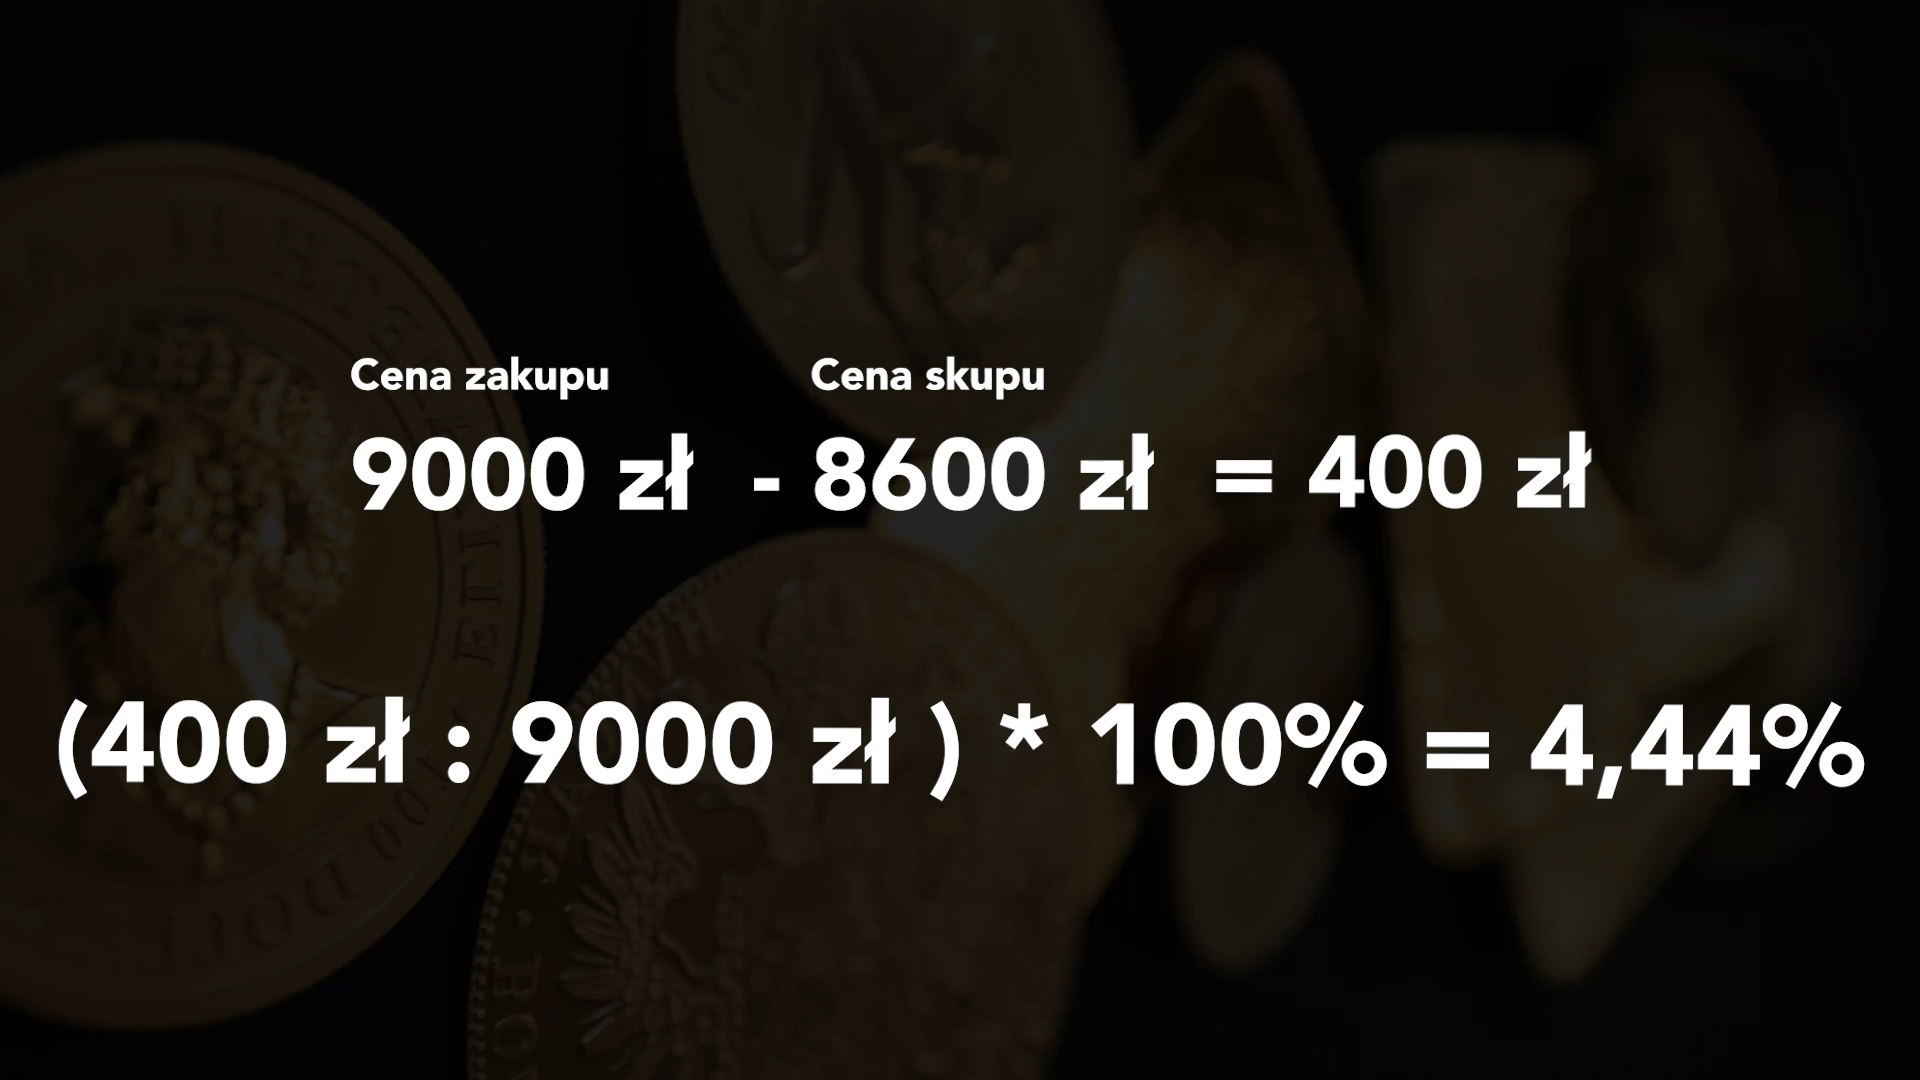 Cena zakupu Cena skupu
9000 zł - 8600 zł = 400 zł
(400 zł : 9000 zł ) * 100% = 4,44%